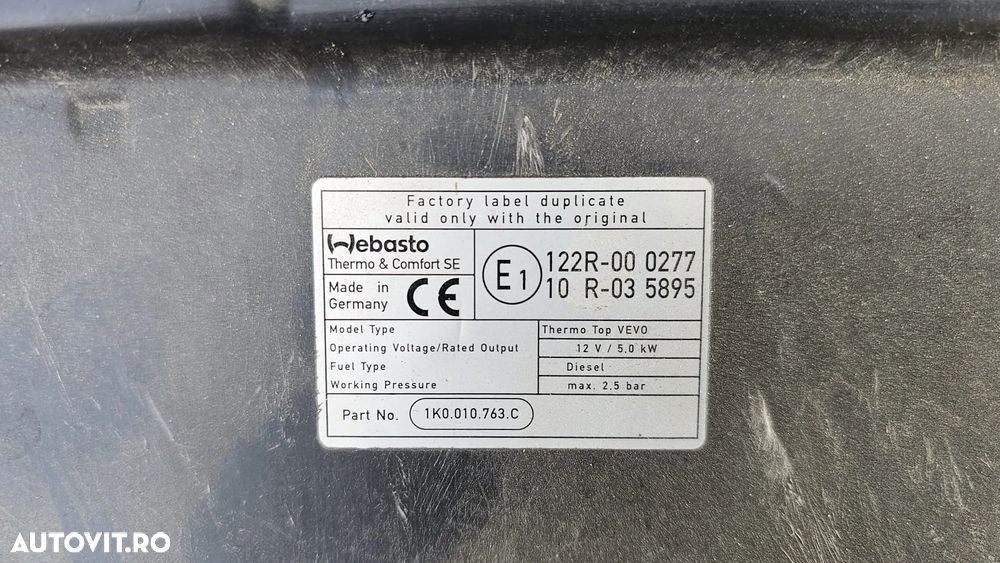 Factory label duplicate
valid only with the original
Webasto
Thermo & Comfort SE
Made in
Germany
CE
E1
122R-00 0277
10 R-03 5895
Model Type
Thermo Top VEVO
Operating Voltage/Rated Output
12 V / 5,0 kW
Fuel Type
Diesel
Working Pressure
max. 2.5 bar
Part No.
1K0.010.763.C
AUTOVIT.RO